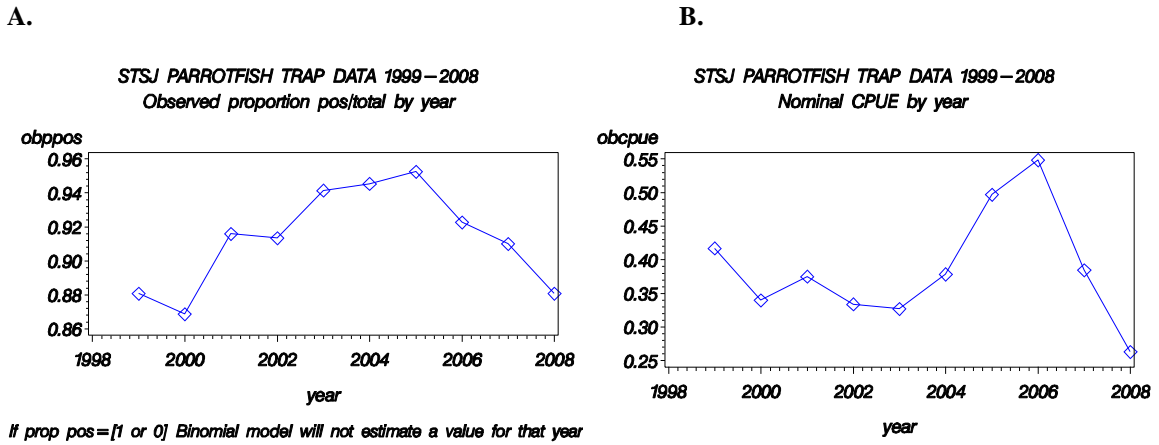 A.
STSJ PARROTFISH TRAP DATA 1999-2008
Observed proportion pos/total by year
obppos
0.96
0.94
0.92
0.90
0.88
0.86
1998 2000 2002 2004 2006 2008
year
If prop pos=[1 or 0] Binomial model will not estimate a value for that year
B.
STSJ PARROTFISH TRAP DATA 1999-2008
Nominal CPUE by year
obcpue
0.55
0.50
0.45
0.40
0.35
0.30
0.25
1998 2000 2002 2004 2006 2008
year